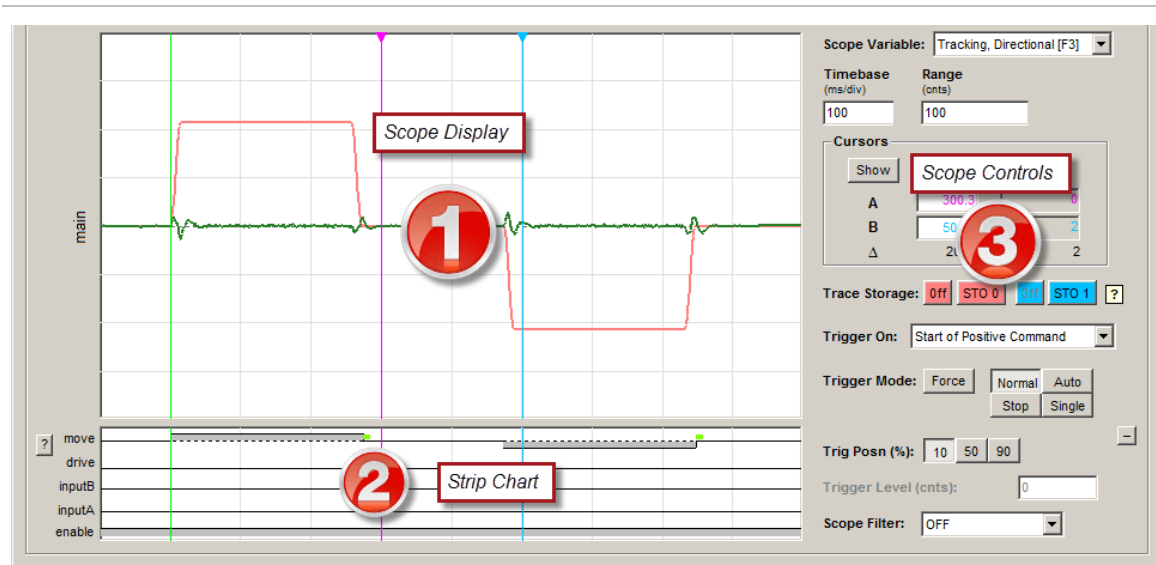 Scope Variable: Tracking, Directional [F3]
Timebase Range
(ms/div) (cnts)
100 100
Scope Display
Cursors
Show
Scope Controls
A 300.3 0
B 50 2
Δ 2
main
1
3
Trace Storage: Off STO 0 Off STO 1 ?
Trigger On: Start of Positive Command
Trigger Mode: Force Normal Auto
Stop Single
? move
drive
inputB
inputA
enable
2
Strip Chart
–
Trig Posn (%): 10 50 90
Trigger Level (cnts): 0
Scope Filter: OFF